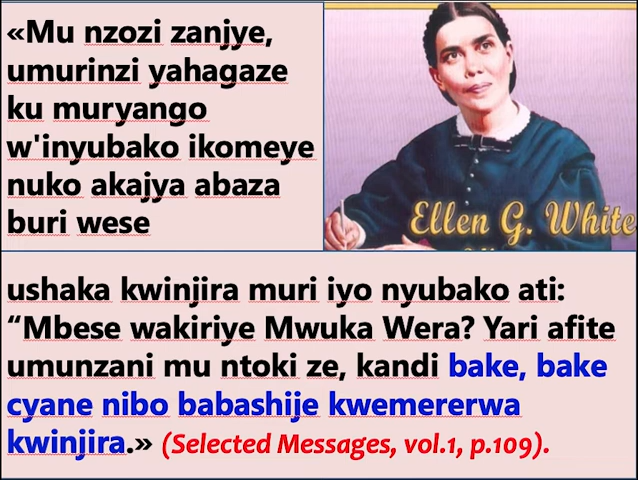 «Mu nzozi zanjye,
umurinzi yahagaze
ku muryango
w'inyubako ikomeye
nuko akajya abaza
buri wese
Ellen G. White
ushaka kwinjira muri iyo nyubako ati:
“Mbese wakiriye Mwuka Wera? Yari afite
umunzani mu ntoki ze, kandi bake, bake
cyane nibo babashije kwemererwa
kwinjira.» (Selected Messages, vol.1, p.109).